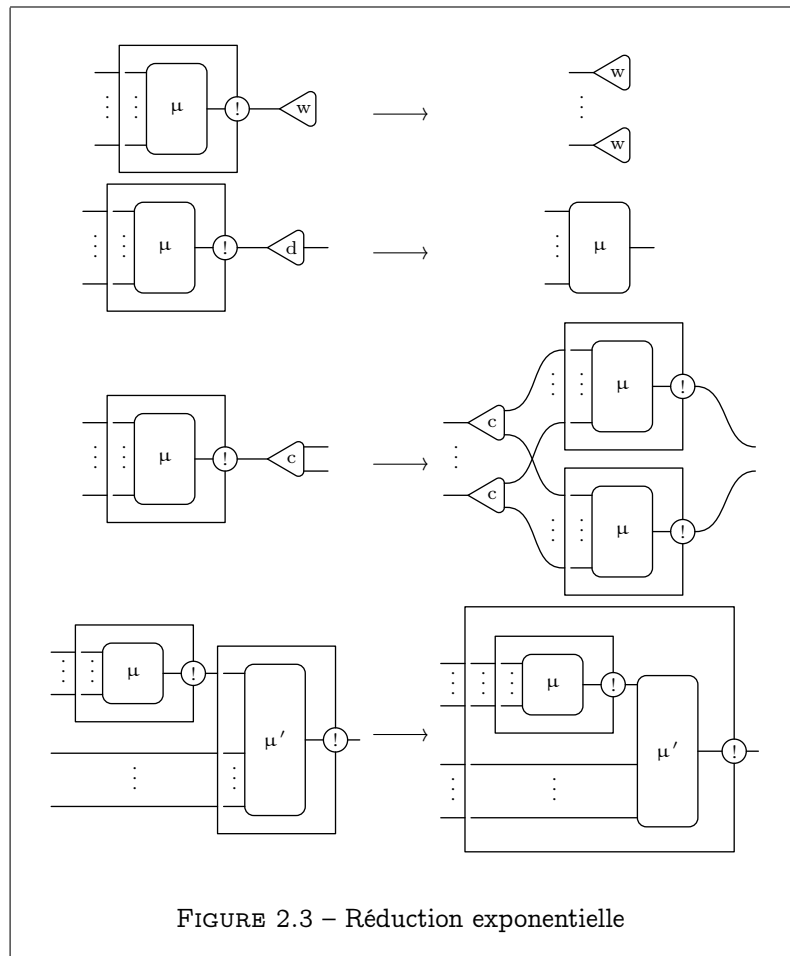 μ ! w → w
⋮ ⋮ ⋮
w
μ ! d → μ
⋮ ⋮ ⋮
μ !
⋮ ⋮
μ ! c → c
⋮ ⋮ ⋮
c
μ !
⋮ ⋮
μ ! μ !
⋮ ⋮ ⋮ ⋮ ⋮
μ′ ! → μ′ !
⋮ ⋮ ⋮ ⋮
FIGURE 2.3 – Réduction exponentielle